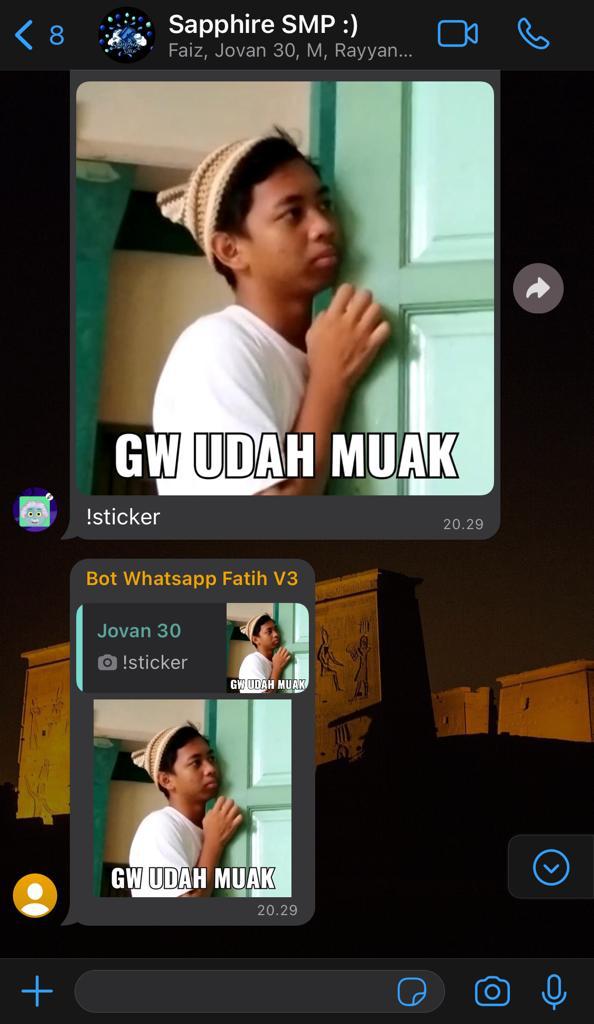 8
Sapphire SMP :)
Faiz, Jovan 30, M, Rayyan...
GW UDAH MUAK
!sticker
20.29
Bot Whatsapp Fatih V3
Jovan 30
!sticker
GW UDAH MUAK
GW UDAH MUAK
20.29